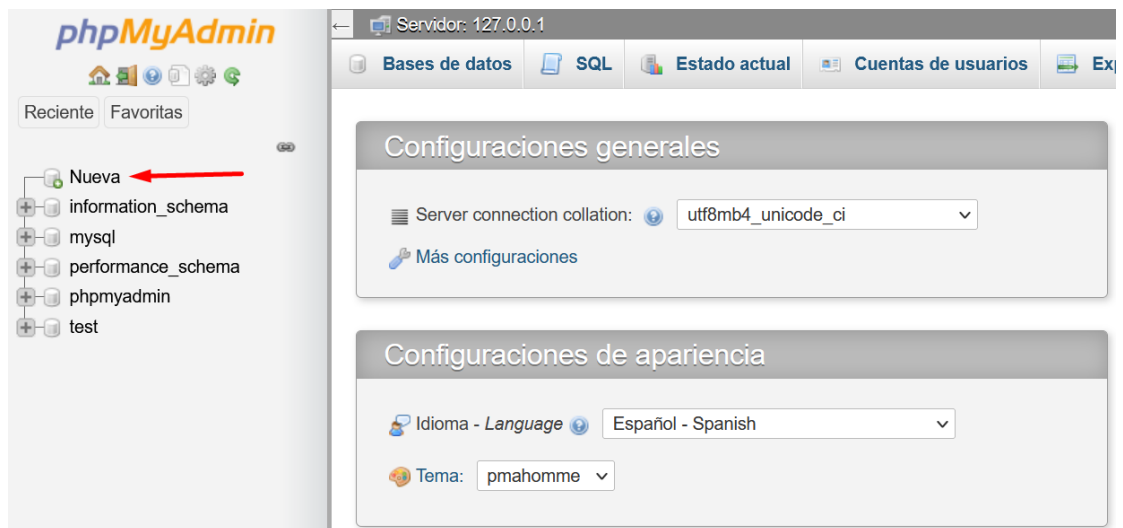 phpMyAdmin
Reciente Favoritas
Nueva
information_schema
mysql
performance_schema
phpmyadmin
test
Servidor: 127.0.0.1
Bases de datos SQL Estado actual Cuentas de usuarios
Configuraciones generales
Server connection collation: utf8mb4_unicode_ci
Más configuraciones
Configuraciones de apariencia
Idioma - Language Español - Spanish
Tema: pmahomme